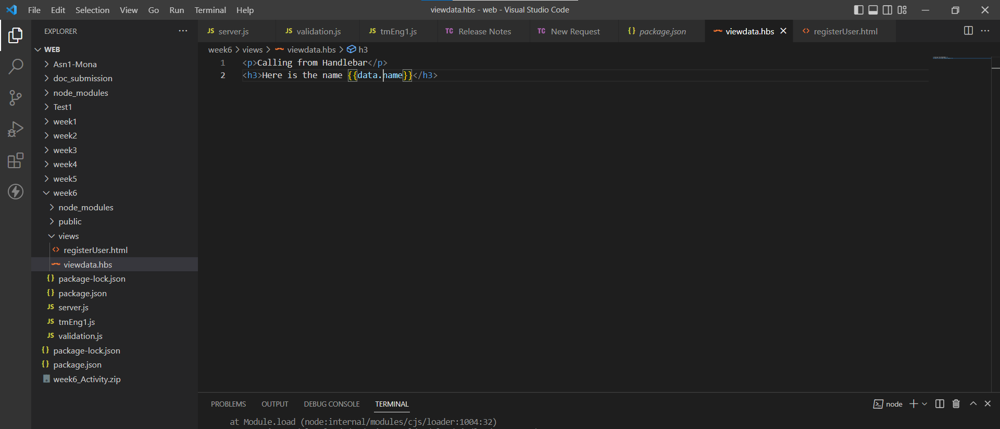 File Edit Selection View Go Run Terminal Help
viewdata.hbs - web - Visual Studio Code
EXPLORER
WEB
Asn1-Mona
doc_submission
node_modules
Test1
week1
week2
week3
week4
week5
week6
node_modules
public
views
<> registerUser.html
viewdata.hbs
{} package-lock.json
{} package.json
JS server.js
JS tmEng1.js
JS validation.js
{} package-lock.json
{} package.json
week6_Activity.zip
JS server.js JS validation.js JS tmEng1.js TC Release Notes TC New Request {} package.json viewdata.hbs <> registerUser.html
week6 > views > viewdata.hbs > h3
1 <p>Calling from Handlebar</p>
2 <h3>Here is the name {{data.name}}</h3>
PROBLEMS OUTPUT DEBUG CONSOLE TERMINAL
node
at Module.load (node:internal/modules/cjs/loader:1004:32)